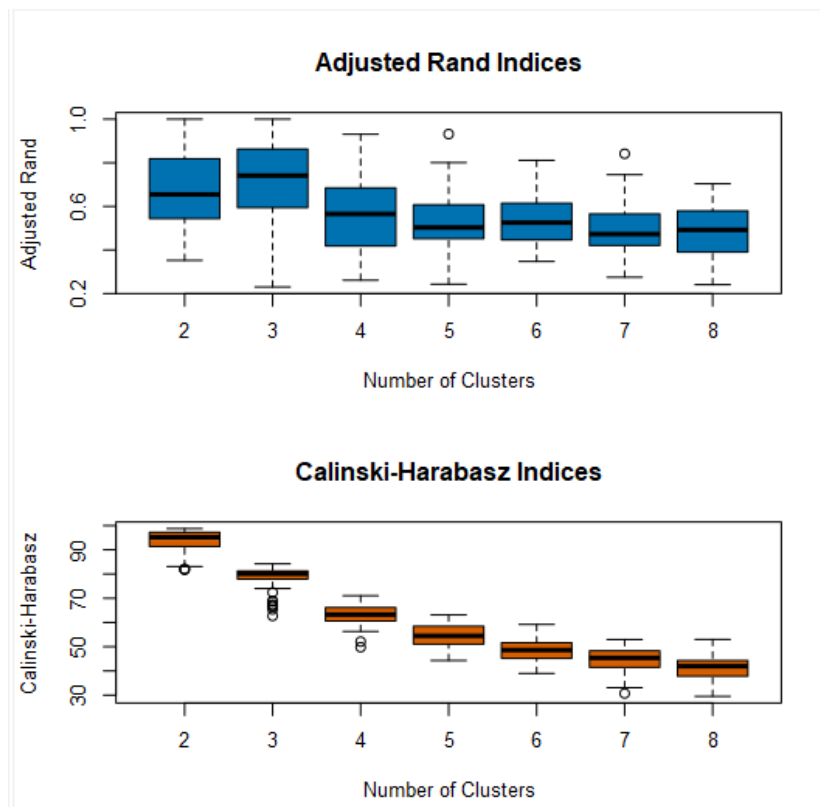 Adjusted Rand Indices
1.0
0.6
0.2
Adjusted Rand
2 3 4 5 6 7 8
Number of Clusters
Calinski-Harabasz Indices
90
70
50
30
Calinski-Harabasz
2 3 4 5 6 7 8
Number of Clusters